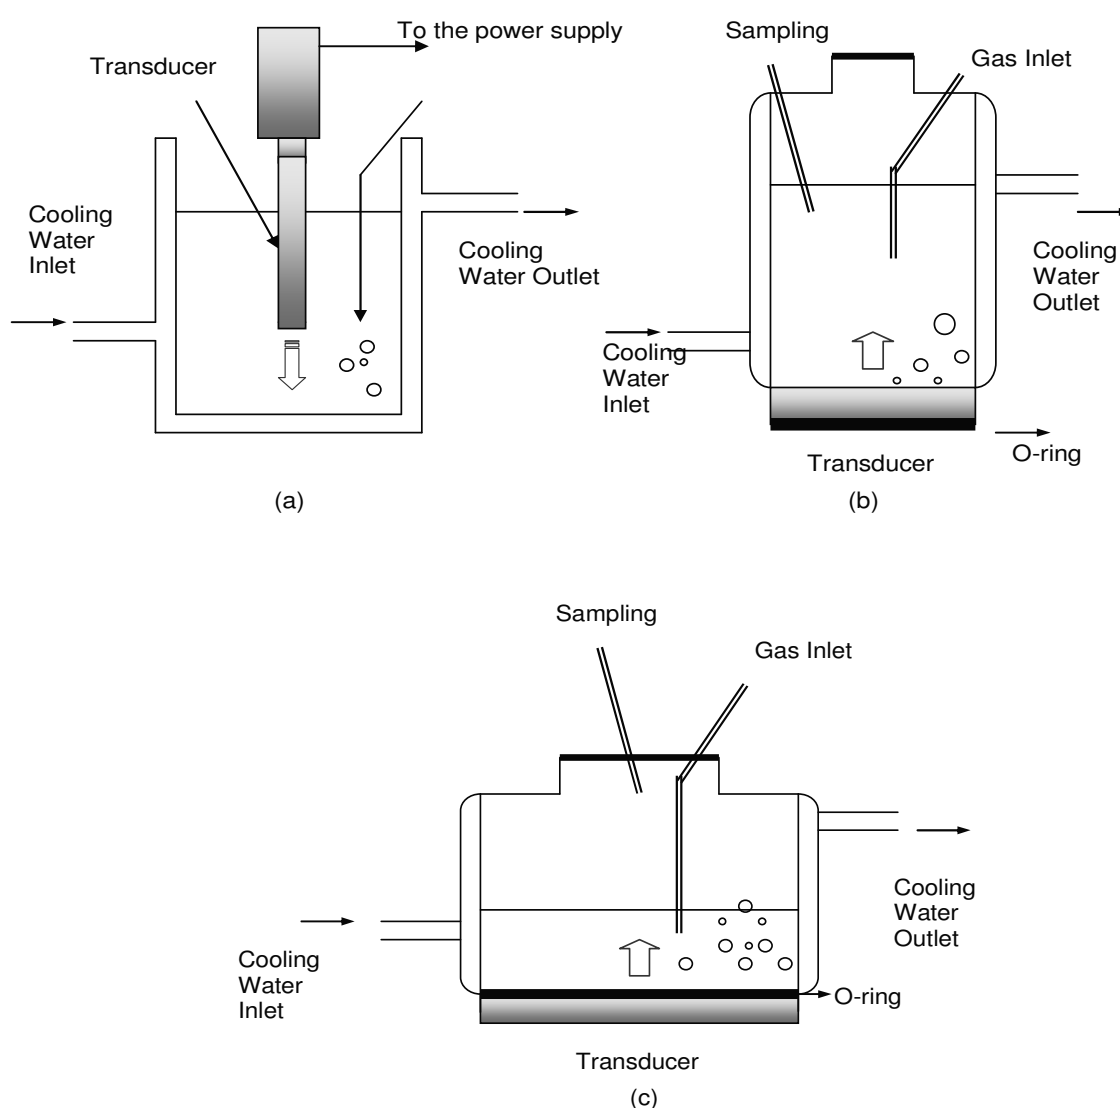 To the power supply
Transducer
Cooling
Water
Inlet
Cooling
Water Outlet
(a)
Sampling
Gas Inlet
Cooling
Water
Outlet
Cooling
Water
Inlet
O-ring
Transducer
(b)
Sampling
Gas Inlet
Cooling
Water
Outlet
Cooling
Water
Inlet
O-ring
Transducer
(c)